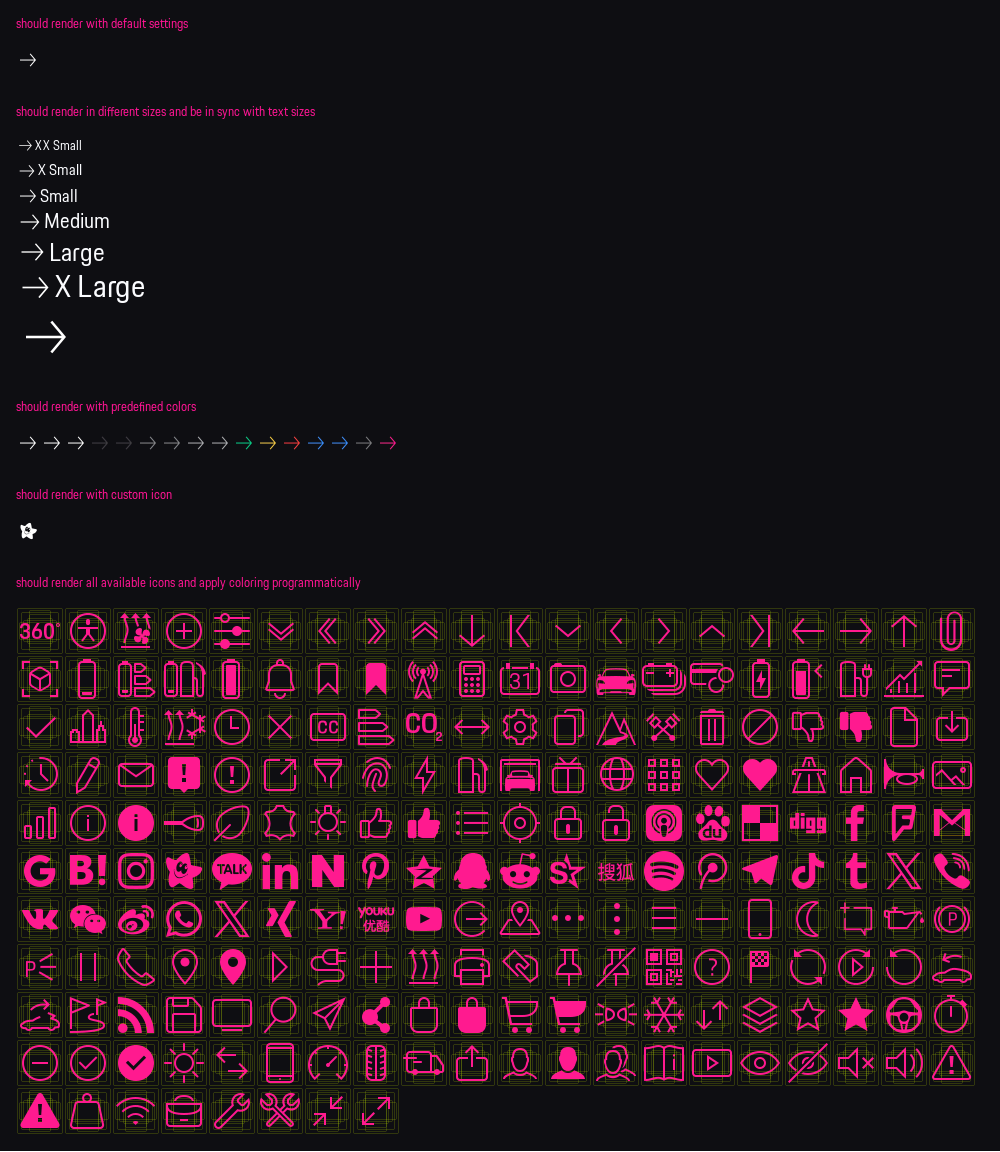 should render with default settings
should render in different sizes and be in sync with text sizes
XX Small
X Small
Small
Medium
Large
X Large
should render with predefined colors
should render with custom icon
should render all available icons and apply coloring programmatically
360°
31
CC
CO2
du digg
TALK in
搜狐
YOUKU
优酷
P
P